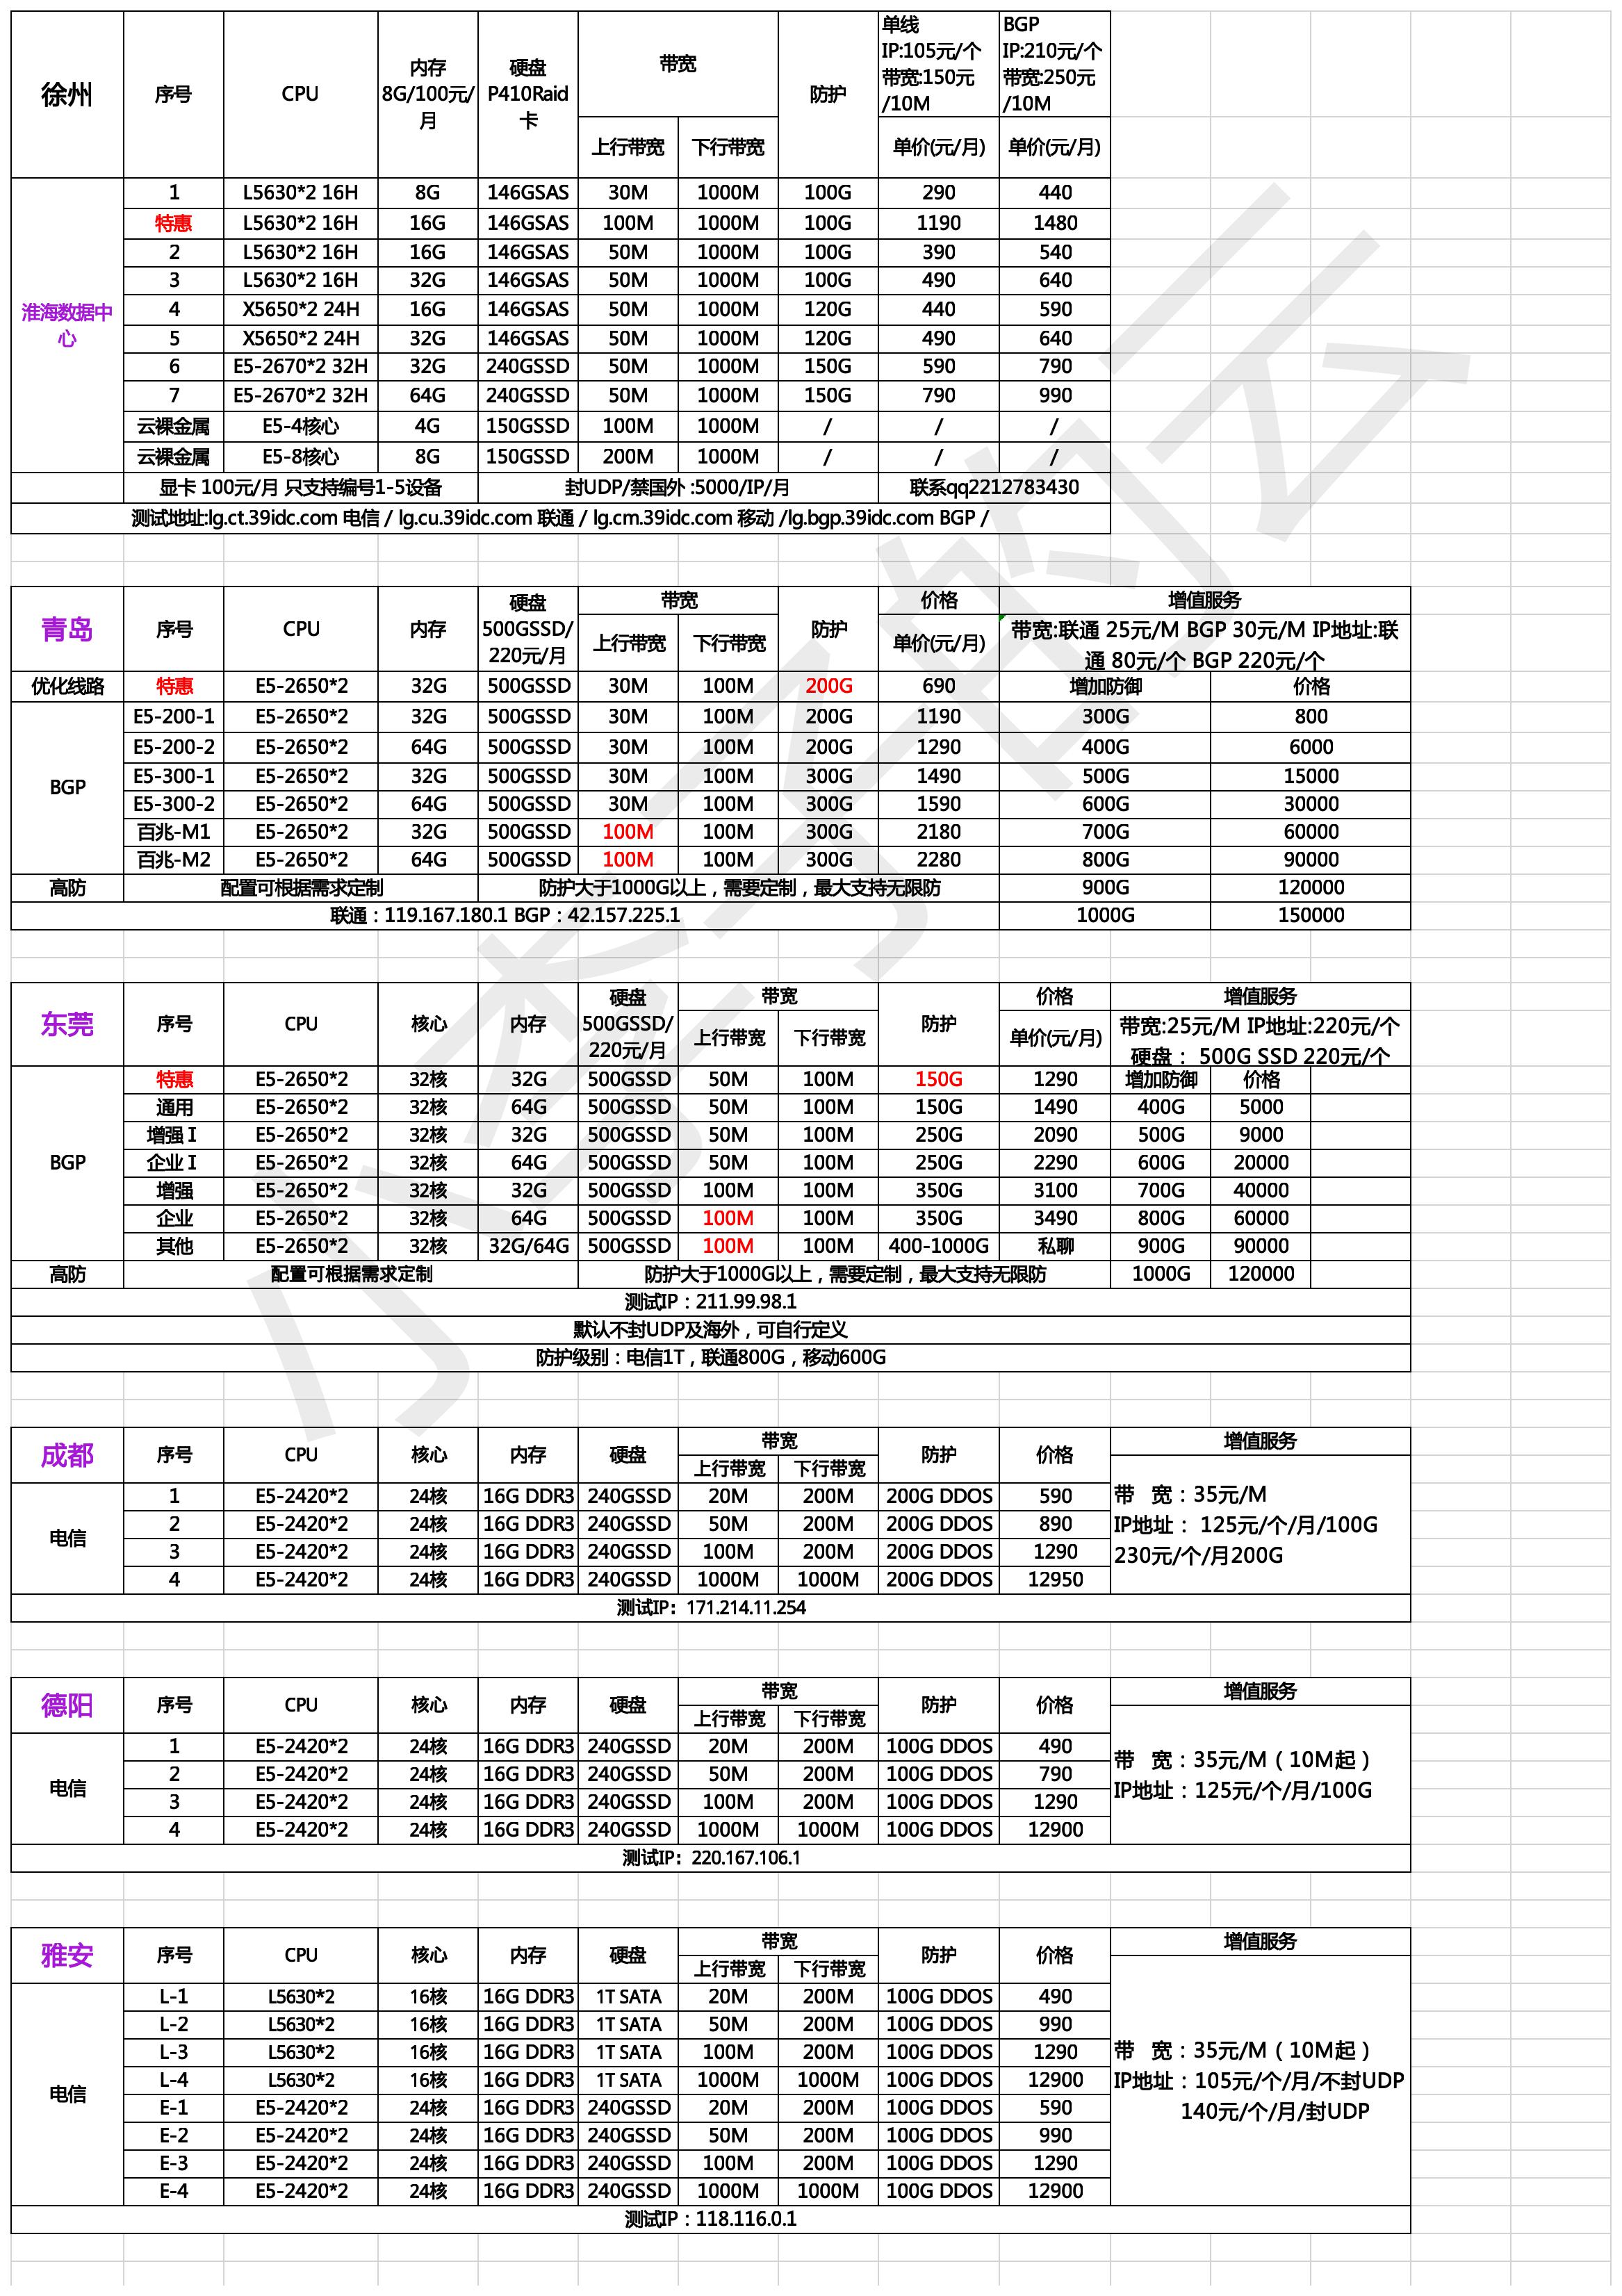 徐州 序号 CPU 内存 8G/100元/月 硬盘 P410Raid卡 带宽 防护 单线 IP:105元/个 带宽:150元/10M BGP IP:210元/个 带宽:250元/10M
上行带宽 下行带宽 单价(元/月) 单价(元/月)
淮海数据中心
1 L5630*2 16H 8G 146GSAS 30M 1000M 100G 290 440
特惠 L5630*2 16H 16G 146GSAS 100M 1000M 100G 1190 1480
2 L5630*2 16H 16G 146GSAS 50M 1000M 100G 390 540
3 L5630*2 16H 32G 146GSAS 50M 1000M 100G 490 640
4 X5650*2 24H 16G 146GSAS 50M 1000M 120G 440 590
5 X5650*2 24H 32G 146GSAS 50M 1000M 120G 490 640
6 E5-2670*2 32H 32G 240GSSD 50M 1000M 150G 590 790
7 E5-2670*2 32H 64G 240GSSD 50M 1000M 150G 790 990
云裸金属 E5-4核心 4G 150GSSD 100M 1000M / / /
云裸金属 E5-8核心 8G 150GSSD 200M 1000M / / /
显卡 100元/月 只支持编号1-5设备 封UDP/禁国外 :5000/IP/月 联系qq2212783430
测试地址:lg.ct.39idc.com 电信 / lg.cu.39idc.com 联通 / lg.cm.39idc.com 移动 /lg.bgp.39idc.com BGP /
青岛 序号 CPU 内存 硬盘 500GSSD/220元/月 带宽 防护 价格 增值服务
上行带宽 下行带宽 单价(元/月) 带宽:联通 25元/M BGP 30元/M IP地址:联通 80元/个 BGP 220元/个
优化线路 特惠 E5-2650*2 32G 500GSSD 30M 100M 200G 690 增加防御 价格
BGP
E5-200-1 E5-2650*2 32G 500GSSD 30M 100M 200G 1190 300G 800
E5-200-2 E5-2650*2 64G 500GSSD 30M 100M 200G 1290 400G 6000
E5-300-1 E5-2650*2 32G 500GSSD 30M 100M 300G 1490 500G 15000
E5-300-2 E5-2650*2 64G 500GSSD 30M 100M 300G 1590 600G 30000
百兆-M1 E5-2650*2 32G 500GSSD 100M 100M 300G 2180 700G 60000
百兆-M2 E5-2650*2 64G 500GSSD 100M 100M 300G 2280 800G 90000
高防 配置可根据需求定制 防护大于1000G以上，需要定制，最大支持无限防 900G 120000
联通：119.167.180.1 BGP：42.157.225.1 1000G 150000
东莞 序号 CPU 核心 内存 硬盘 500GSSD/220元/月 带宽 防护 价格 增值服务
上行带宽 下行带宽 单价(元/月) 带宽:25元/M IP地址:220元/个 硬盘： 500G SSD 220元/个
BGP
特惠 E5-2650*2 32核 32G 500GSSD 50M 100M 150G 1290 增加防御 价格
通用 E5-2650*2 32核 64G 500GSSD 50M 100M 150G 1490 400G 5000
增强 I E5-2650*2 32核 32G 500GSSD 50M 100M 250G 2090 500G 9000
企业 I E5-2650*2 32核 64G 500GSSD 50M 100M 250G 2290 600G 20000
增强 E5-2650*2 32核 32G 500GSSD 100M 100M 350G 3100 700G 40000
企业 E5-2650*2 32核 64G 500GSSD 100M 100M 350G 3490 800G 60000
其他 E5-2650*2 32核 32G/64G 500GSSD 100M 100M 400-1000G 私聊 900G 90000
高防 配置可根据需求定制 防护大于1000G以上，需要定制，最大支持无限防 1000G 120000
测试IP：211.99.98.1
默认不封UDP及海外，可自行定义
防护级别：电信1T，联通800G，移动600G
成都 序号 CPU 核心 内存 硬盘 带宽 防护 价格 增值服务
上行带宽 下行带宽
电信
1 E5-2420*2 24核 16G DDR3 240GSSD 20M 200M 200G DDOS 590
2 E5-2420*2 24核 16G DDR3 240GSSD 50M 200M 200G DDOS 890
3 E5-2420*2 24核 16G DDR3 240GSSD 100M 200M 200G DDOS 1290
4 E5-2420*2 24核 16G DDR3 240GSSD 1000M 1000M 200G DDOS 12950
带 宽：35元/M
IP地址： 125元/个/月/100G
230元/个/月200G
测试IP：171.214.11.254
德阳 序号 CPU 核心 内存 硬盘 带宽 防护 价格 增值服务
上行带宽 下行带宽
电信
1 E5-2420*2 24核 16G DDR3 240GSSD 20M 200M 100G DDOS 490
2 E5-2420*2 24核 16G DDR3 240GSSD 50M 200M 100G DDOS 790
3 E5-2420*2 24核 16G DDR3 240GSSD 100M 200M 100G DDOS 1290
4 E5-2420*2 24核 16G DDR3 240GSSD 1000M 1000M 100G DDOS 12900
带 宽：35元/M（10M起）
IP地址：125元/个/月/100G
测试IP：220.167.106.1
雅安 序号 CPU 核心 内存 硬盘 带宽 防护 价格 增值服务
上行带宽 下行带宽
电信
L-1 L5630*2 16核 16G DDR3 1T SATA 20M 200M 100G DDOS 490
L-2 L5630*2 16核 16G DDR3 1T SATA 50M 200M 100G DDOS 990
L-3 L5630*2 16核 16G DDR3 1T SATA 100M 200M 100G DDOS 1290
L-4 L5630*2 16核 16G DDR3 1T SATA 1000M 1000M 100G DDOS 12900
E-1 E5-2420*2 24核 16G DDR3 240GSSD 20M 200M 100G DDOS 590
E-2 E5-2420*2 24核 16G DDR3 240GSSD 50M 200M 100G DDOS 990
E-3 E5-2420*2 24核 16G DDR3 240GSSD 100M 200M 100G DDOS 1290
E-4 E5-2420*2 24核 16G DDR3 240GSSD 1000M 1000M 100G DDOS 12900
带 宽：35元/M（10M起）
IP地址：105元/个/月/不封UDP
140元/个/月/封UDP
测试IP：118.116.0.1
小李子的云